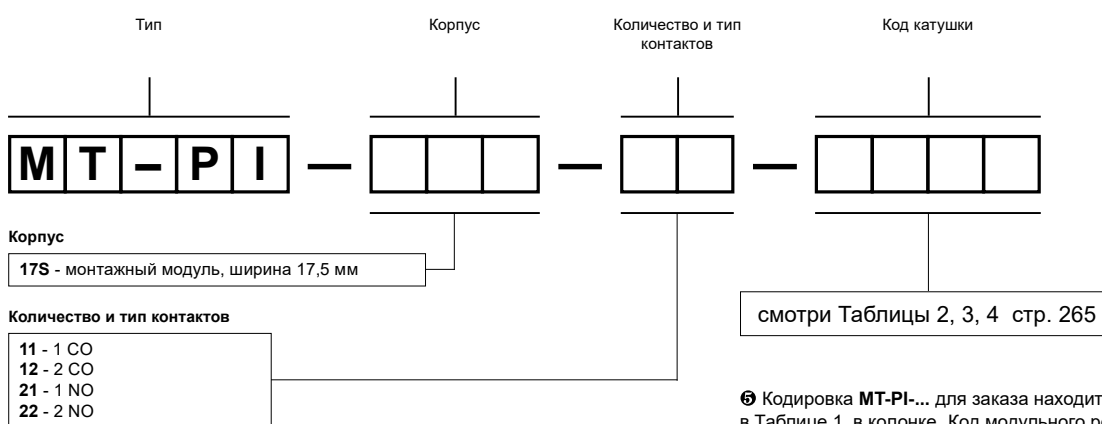 Тип
Корпус
Количество и тип
контактов
Код катушки
MT-PI — —  —
Корпус
17S - монтажный модуль, ширина 17,5 мм
Количество и тип контактов
11 - 1 CO
12 - 2 CO
21 - 1 NO
22 - 2 NO
смотри Таблицы 2, 3, 4 стр. 265
❺ Кодировка MT-PI-... для заказа находит
в Таблице 1, в колонке „Код модульного